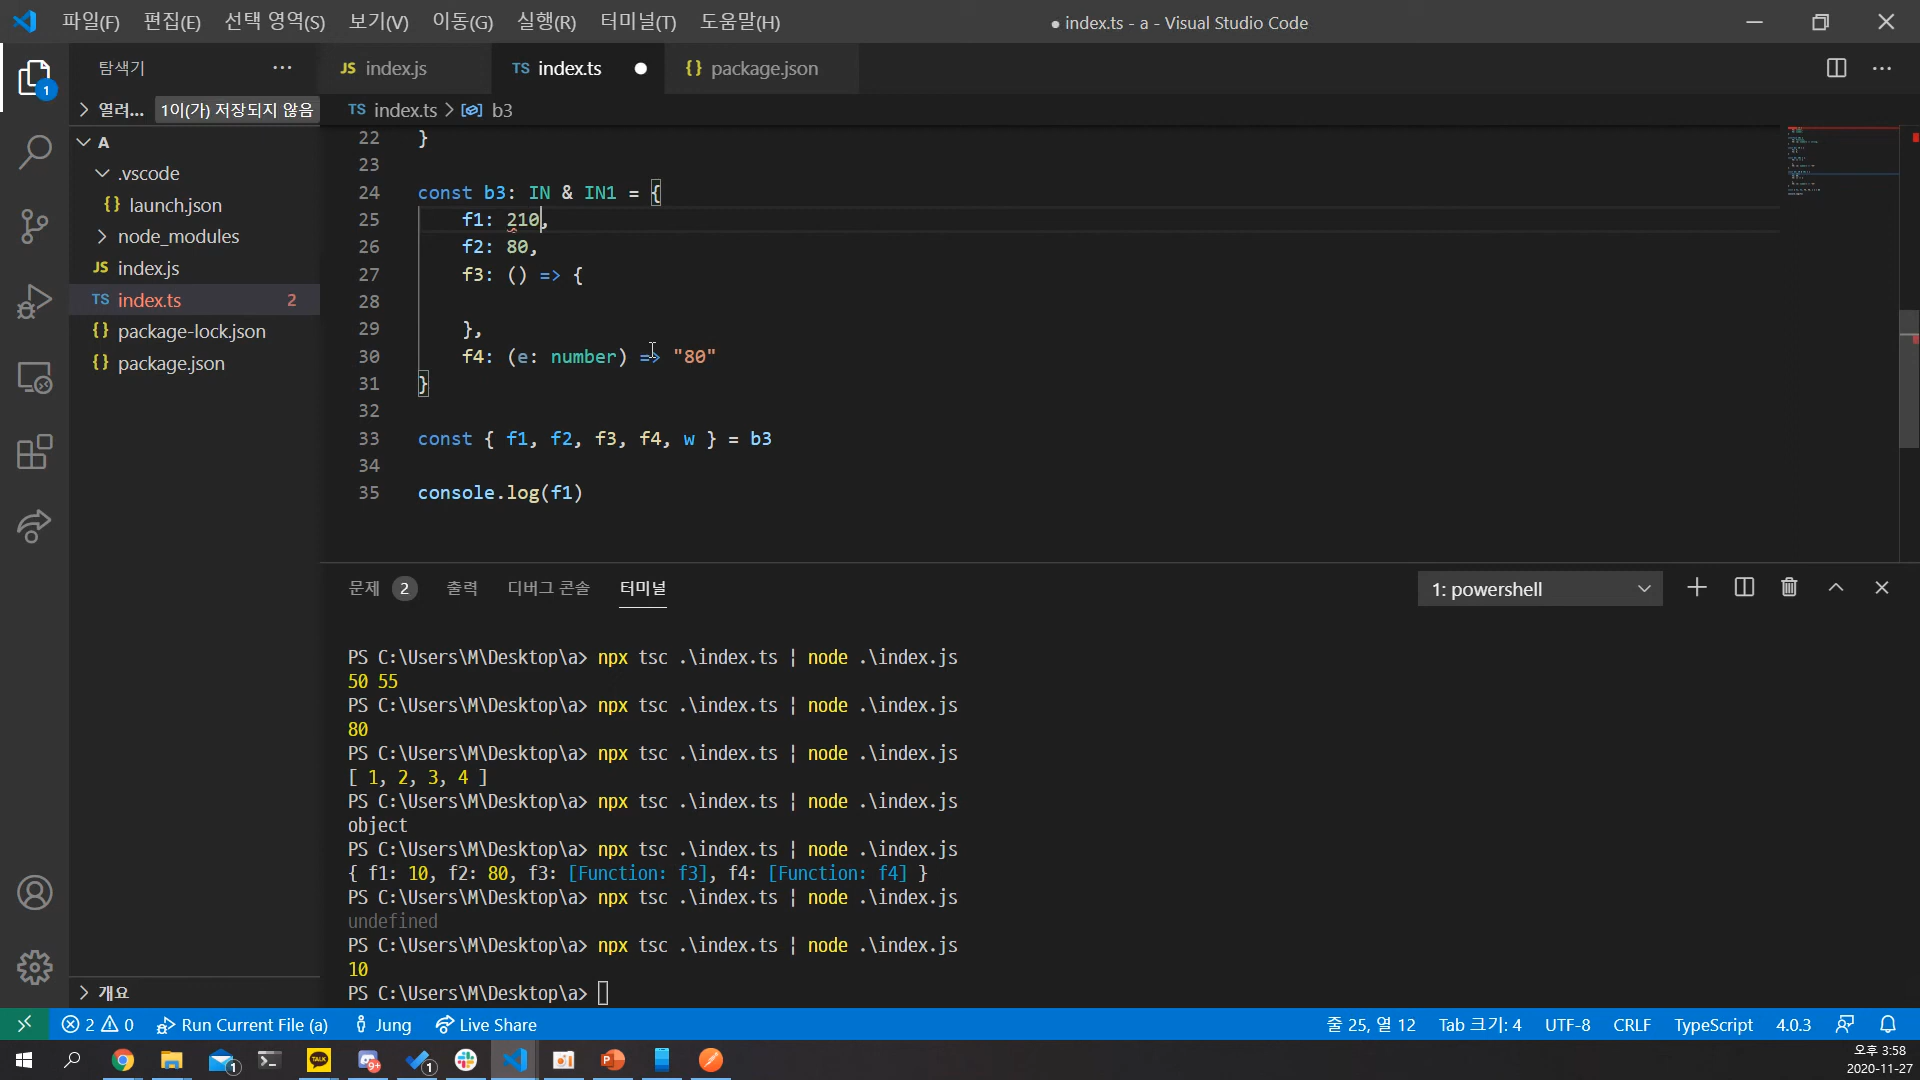 파일(F) 편집(E) 선택 영역(S) 보기(V) 이동(G) 실행(R) 터미널(T) 도움말(H)
● index.ts - a - Visual Studio Code
탐색기 ...
JS index.js
TS index.ts ●
{} package.json
열려... 1이(가) 저장되지 않음
TS index.ts > b3
A
.vscode
{} launch.json
node_modules
JS index.js
TS index.ts 2
{} package-lock.json
{} package.json
22 }
23
24 const b3: IN & IN1 = {
25 f1: 210,
26 f2: 80,
27 f3: () => {
28
29 },
30 f4: (e: number) => "80"
31 }
32
33 const { f1, f2, f3, f4, w } = b3
34
35 console.log(f1)
문제 2 출력 디버그 콘솔 터미널
1: powershell
PS C:\Users\M\Desktop\a> npx tsc .\index.ts | node .\index.js
50 55
PS C:\Users\M\Desktop\a> npx tsc .\index.ts | node .\index.js
80
PS C:\Users\M\Desktop\a> npx tsc .\index.ts | node .\index.js
[ 1, 2, 3, 4 ]
PS C:\Users\M\Desktop\a> npx tsc .\index.ts | node .\index.js
object
PS C:\Users\M\Desktop\a> npx tsc .\index.ts | node .\index.js
{ f1: 10, f2: 80, f3: [Function: f3], f4: [Function: f4] }
PS C:\Users\M\Desktop\a> npx tsc .\index.ts | node .\index.js
undefined
PS C:\Users\M\Desktop\a> npx tsc .\index.ts | node .\index.js
10
PS C:\Users\M\Desktop\a>
개요
2 0 Run Current File (a) Jung Live Share
줄 25, 열 12 Tab 크기: 4 UTF-8 CRLF TypeScript 4.0.3
오후 3:58
2020-11-27